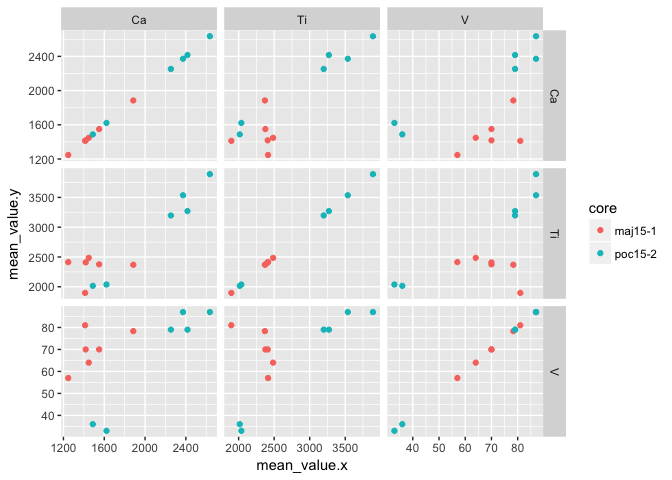 Ca Ti V
2400
2000
1600
1200
Ca
3500
3000
2500
2000
Ti
80
70
60
50
40
V
1200 1600 2000 2400 2000 2500 3000 3500 40 50 60 70 80
mean_value.x
mean_value.y
core
maj15-1
poc15-2